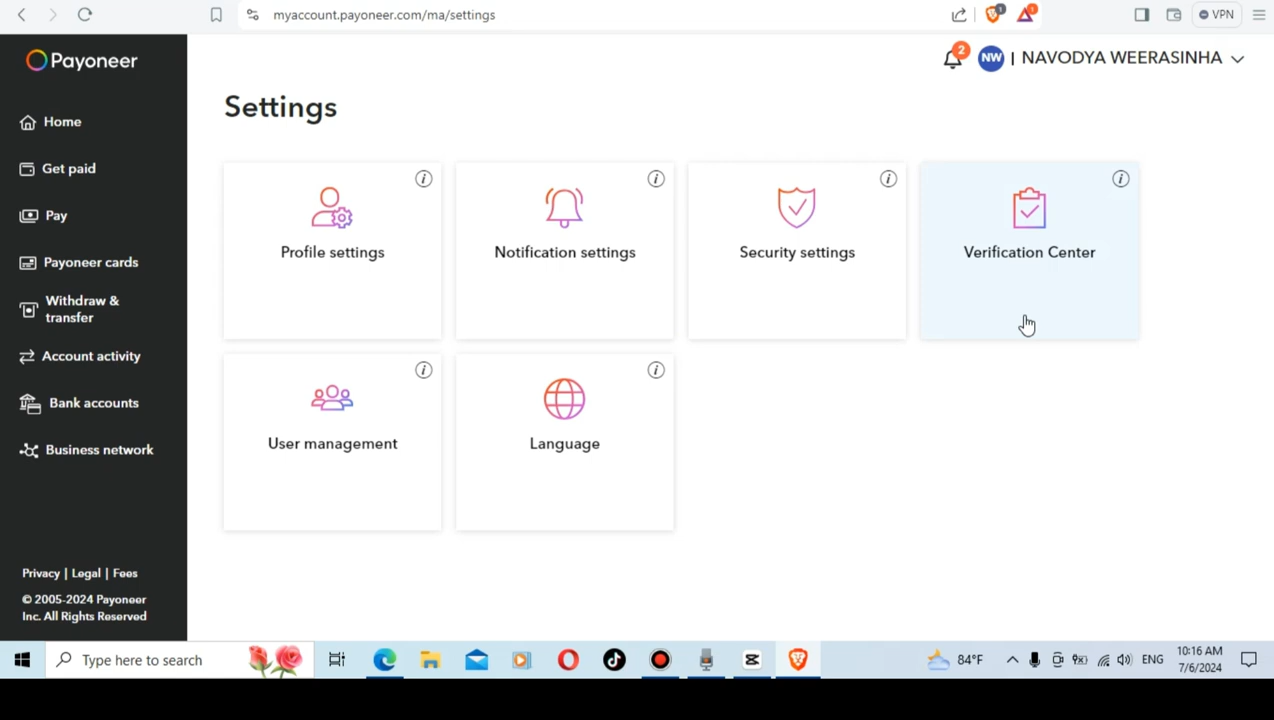 myaccount.payoneer.com/ma/settings
1
1
VPN
Payoneer
2
NW | NAVODYA WEERASINHA
Settings
Home
Get paid
Pay
Payoneer cards
Withdraw &
transfer
Account activity
Bank accounts
Business network
i
Profile settings
i
Notification settings
i
Security settings
i
Verification Center
i
User management
i
Language
Privacy | Legal | Fees
© 2005-2024 Payoneer
Inc. All Rights Reserved
Type here to search
84°F
ENG
10:16 AM
7/6/2024